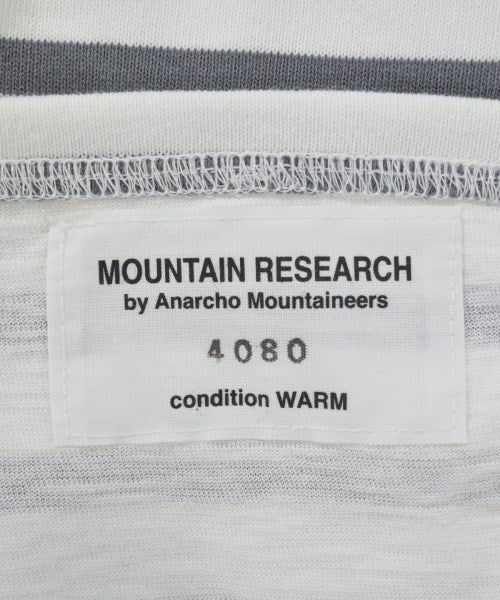 MOUNTAIN RESEARCH
by Anarcho Mountaineers
4080
condition WARM